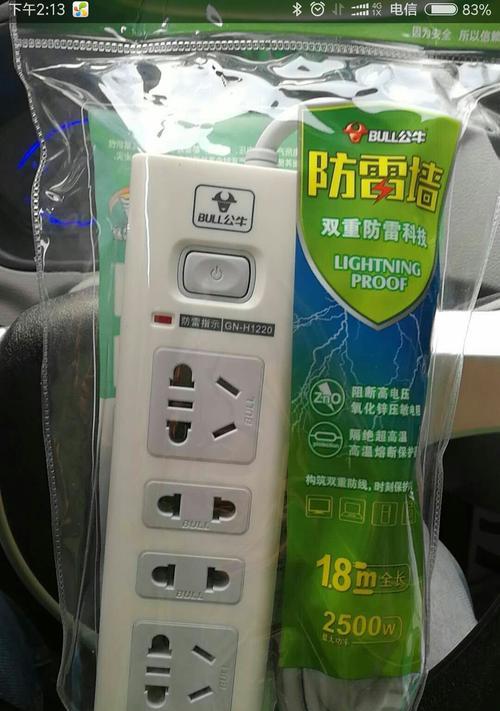 下午2:13
4G
1X
电信
83%
因为安全 所以信赖
BULL公牛
防雷墙
双重防雷科技
LIGHTNING
PROOF
BULL公牛
防雷指示 GN-H1220
BULL
BULL
BULL
ZnO
阻断高电压
氧化锌压敏电阻
隔绝超高温
高温熔断保护
构筑双重防线，时刻保护
1.8m全长
2500W
最大功率